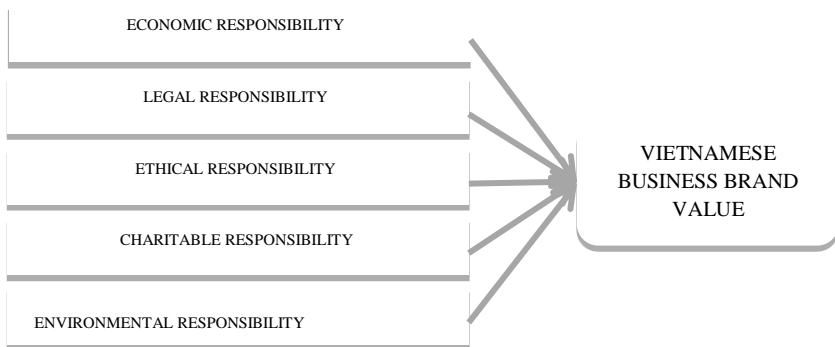 ECONOMIC RESPONSIBILITY
LEGAL RESPONSIBILITY
ETHICAL RESPONSIBILITY
CHARITABLE RESPONSIBILITY
ENVIRONMENTAL RESPONSIBILITY
VIETNAMESE
BUSINESS BRAND
VALUE